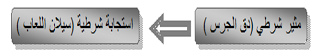 مثير شرطي (دق الجرس )
استجابة شرطية (سيلان اللعاب )